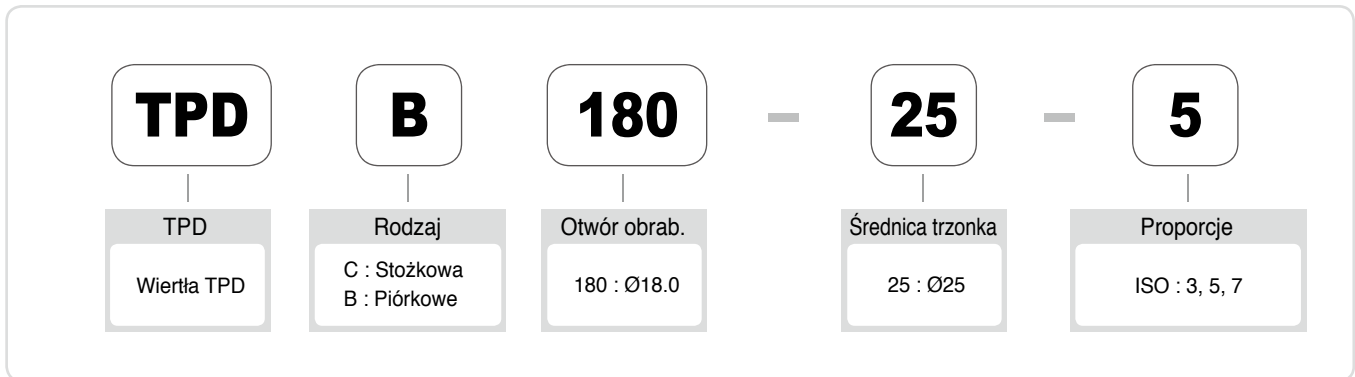 TPD B 180 - 25 - 5
TPD
Wiertła TPD
Rodzaj
C : Stożkowa
B : Piórkowe
Otwór obrab.
180 : Ø18.0
Średnica trzonka
25 : Ø25
Proporcje
ISO : 3, 5, 7